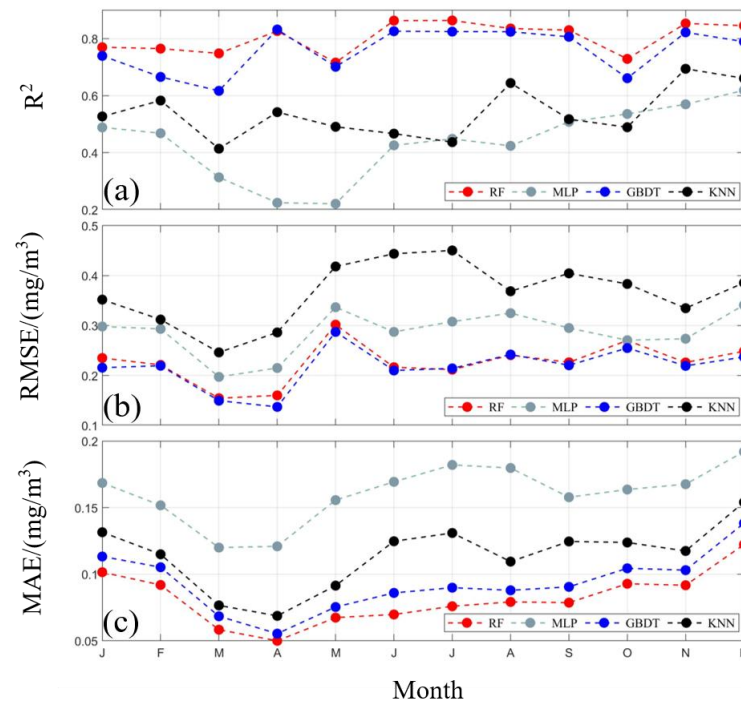 0.8
0.6
0.4
0.2
R²
(a)
RF MLP GBDT KNN
0.5
0.4
0.3
0.2
0.1
RMSE/(mg/m³)
(b)
RF MLP GBDT KNN
0.2
0.15
0.1
0.05
MAE/(mg/m³)
(c)
RF MLP GBDT KNN
J F M A M J J A S O N
Month